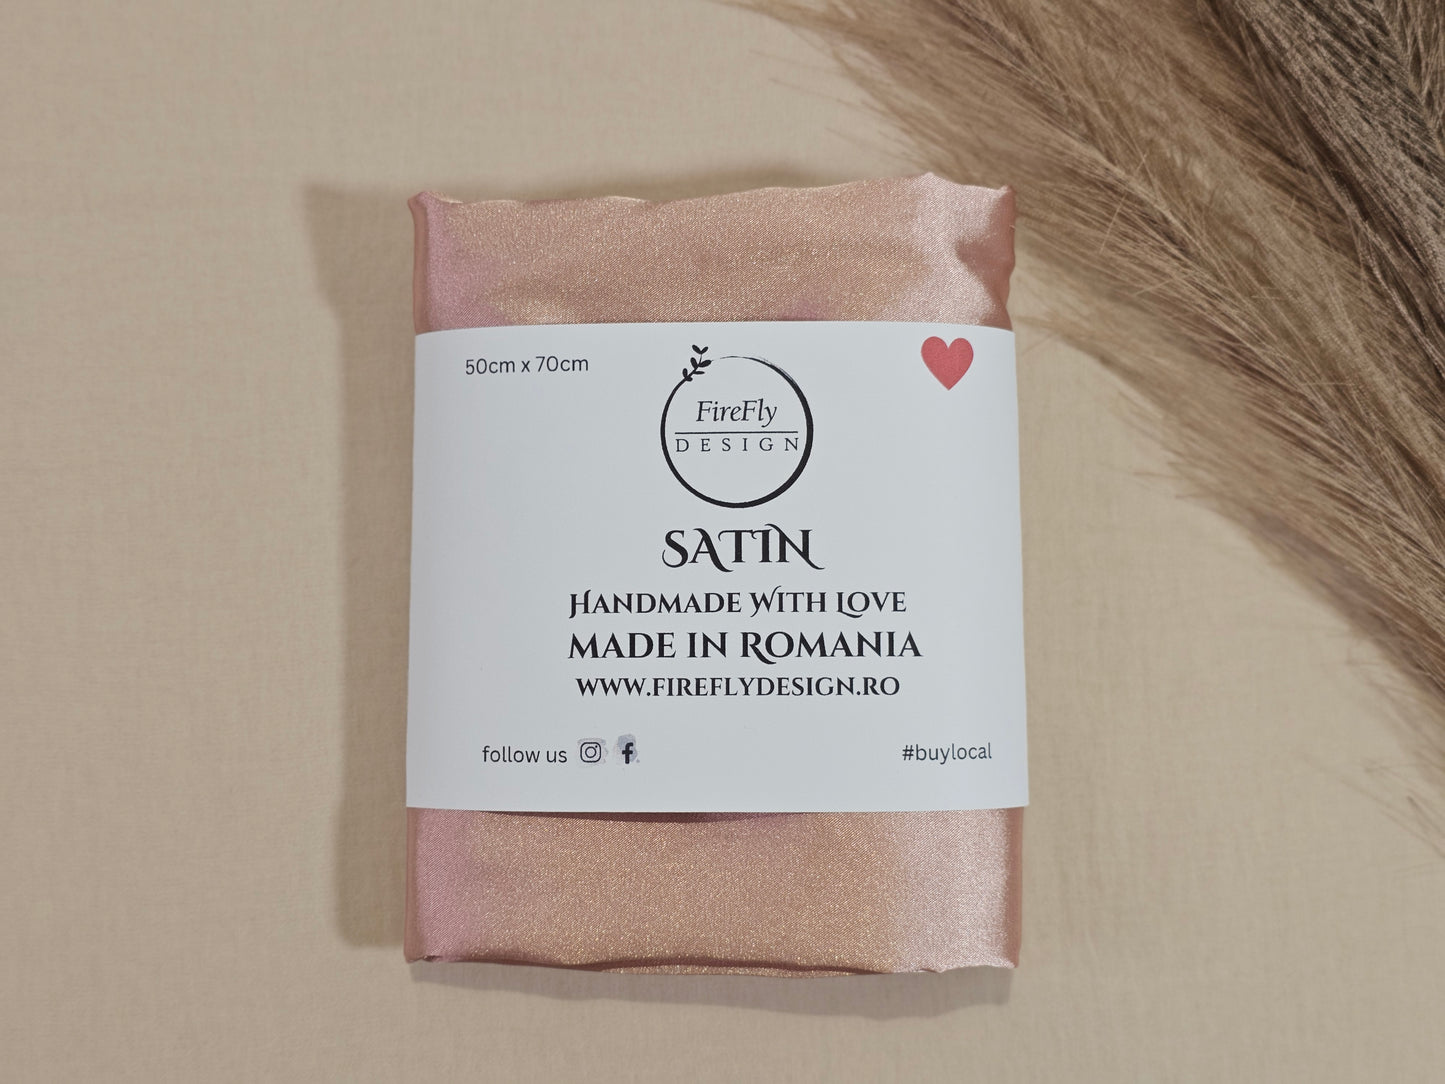 50cm x 70cm
FireFly
DESIGN
SATIN
HANDMADE WITH LOVE
MADE IN ROMANIA
WWW.FIREFLYDESIGN.RO
follow us
#buylocal